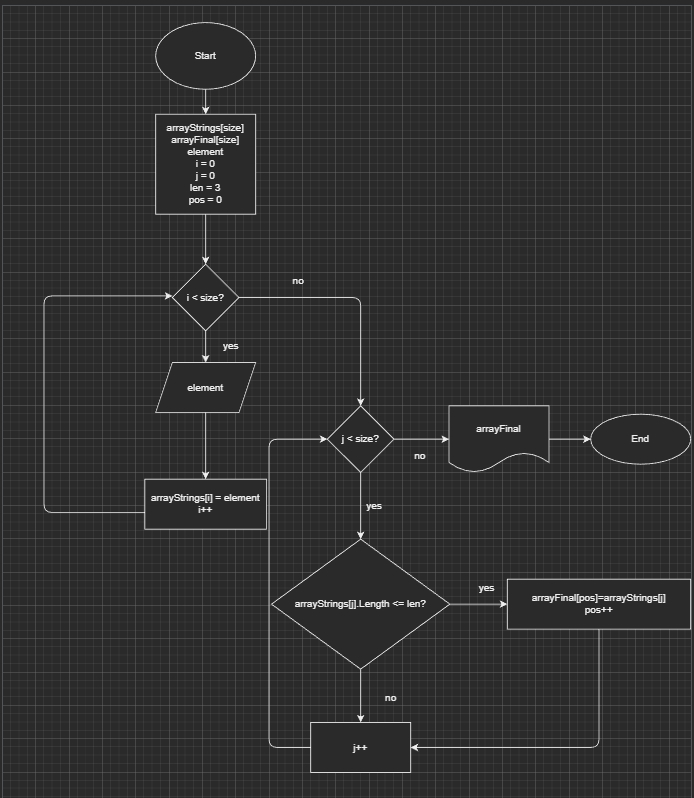 Start
arrayStrings[size]
arrayFinal[size]
element
i = 0
j = 0
len = 3
pos = 0
no
i < size?
yes
element
arrayStrings[i] = element
i++
j < size?
no
arrayFinal
End
yes
arrayStrings[j].Length <= len?
yes
arrayFinal[pos]=arrayStrings[j]
pos++
no
j++